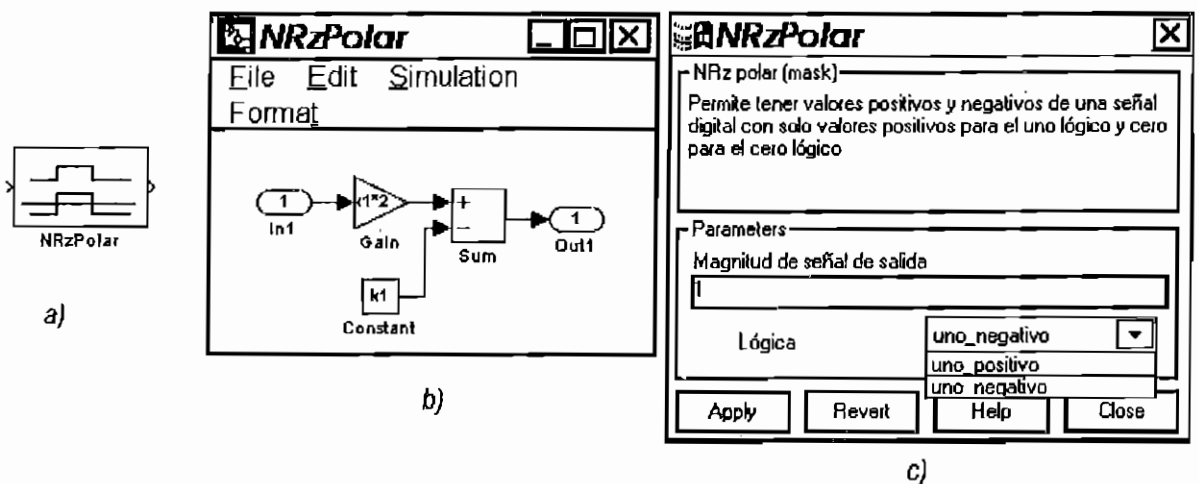 NRzPolar
a)
NRzPolar
File Edit Simulation
Format
1
In1
k1*2
Gain
+
−
Sum
k1
Constant
1
Out1
b)
NRzPolar
NRz polar (mask)
Permite tener valores positivos y negativos de una señal
digital con solo valores positivos para el uno lógico y cero
para el cero lógico
Parameters
Magnitud de señal de salida
1
Lógica
uno_negativo
uno_positivo
uno_negativo
Apply Revert Help Close
c)